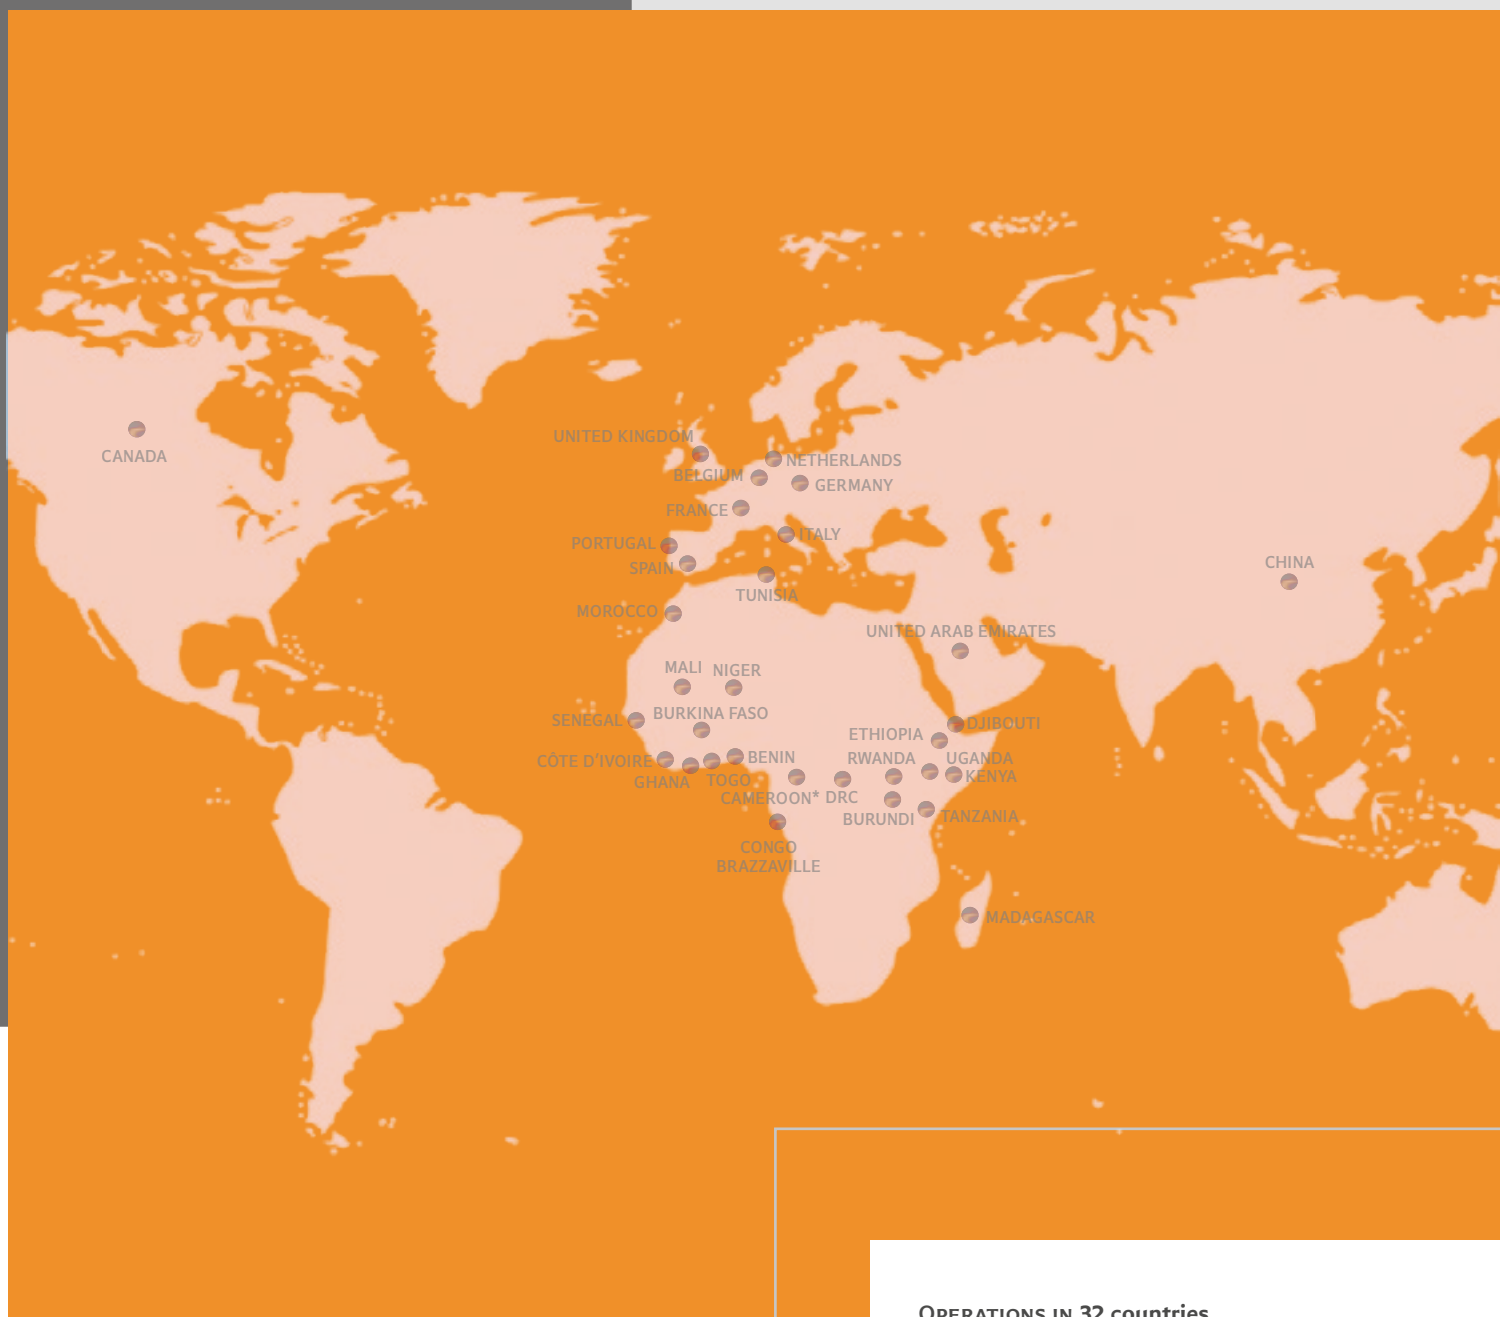 UNITED KINGDOM
CANADA
NETHERLANDS
BELGIUM
GERMANY
FRANCE
ITALY
PORTUGAL
SPAIN
CHINA
TUNISIA
MOROCCO
UNITED ARAB EMIRATES
MALI
NIGER
BURKINA FASO
SENEGAL
DJIBOUTI
ETHIOPIA
CÔTE D'IVOIRE
BENIN
RWANDA
UGANDA
KENYA
GHANA
TOGO
CAMEROON*
DRC
BURUNDI
TANZANIA
CONGO
BRAZZAVILLE
MADAGASCAR
OPERATIONS IN 32 countries